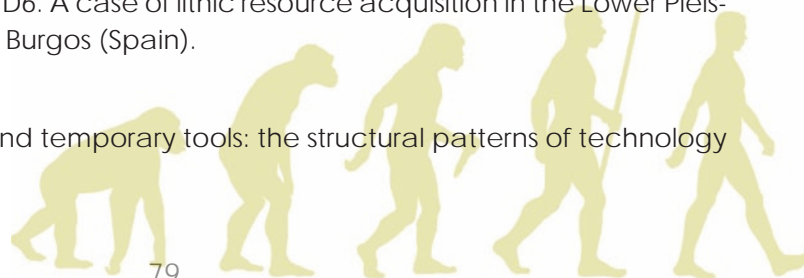 D6. A case of lithic resource acquisition in the Lower Pleis-
Burgos (Spain).
nd temporary tools: the structural patterns of technology
79